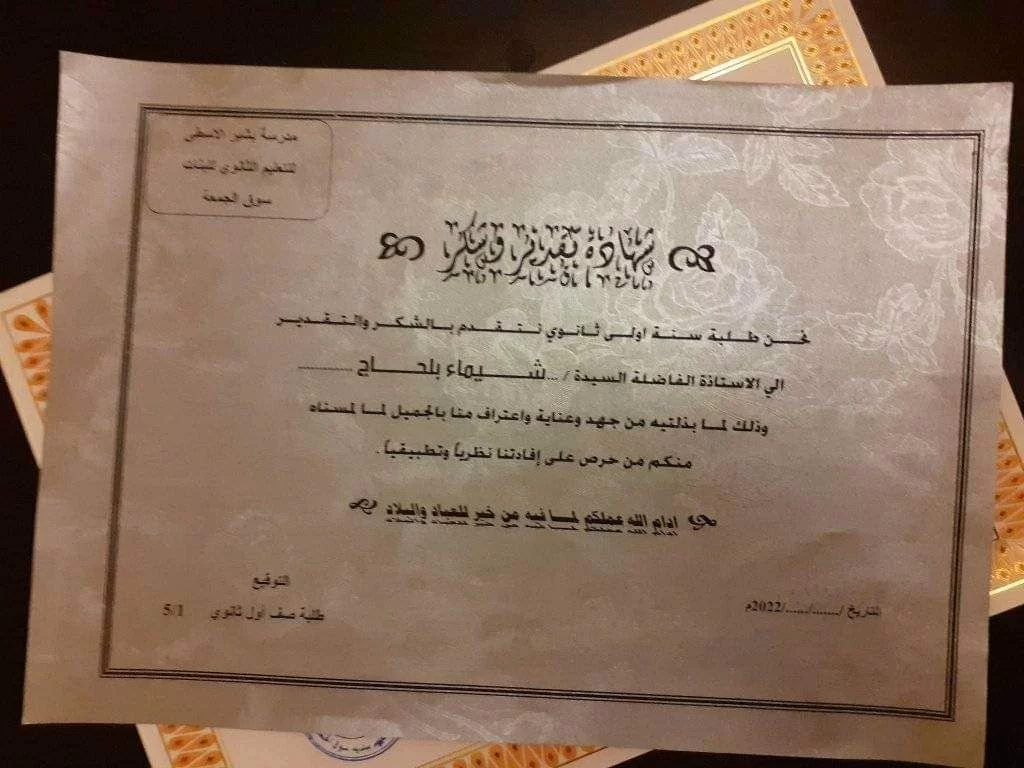 مدرسة بشير الاسطى
للتعليم الثانوي للبنات
سوق الجمعة
شهادة تقدير وشكر
نحن طلبة سنة اولى ثانوي نتقدم بالشكر والتقدير
الي الاستاذة الفاضلة السيدة /...شيماء بلحاج ............
وذلك لما بذلتيه من جهد وعناية واعتراف منا بالجميل لما لمسناه
منكم من حرص على إفادتنا نظرياً وتطبيقياً .
ادام الله عملكم لما فيه من خير للعباد والبلاد
التاريخ /......./....../2022م
التوقيع
طلبة صف أول ثانوي 5/1